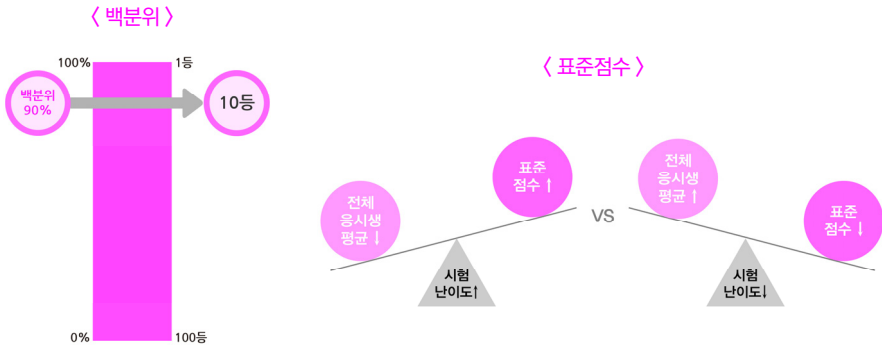 〈 백분위 〉
100%
1등
백분위
90%
10등
0%
100등
〈 표준점수 〉
전체
응시생
평균 ↓
표준
점수 ↑
시험
난이도↑
VS
전체
응시생
평균 ↑
표준
점수 ↓
시험
난이도↓